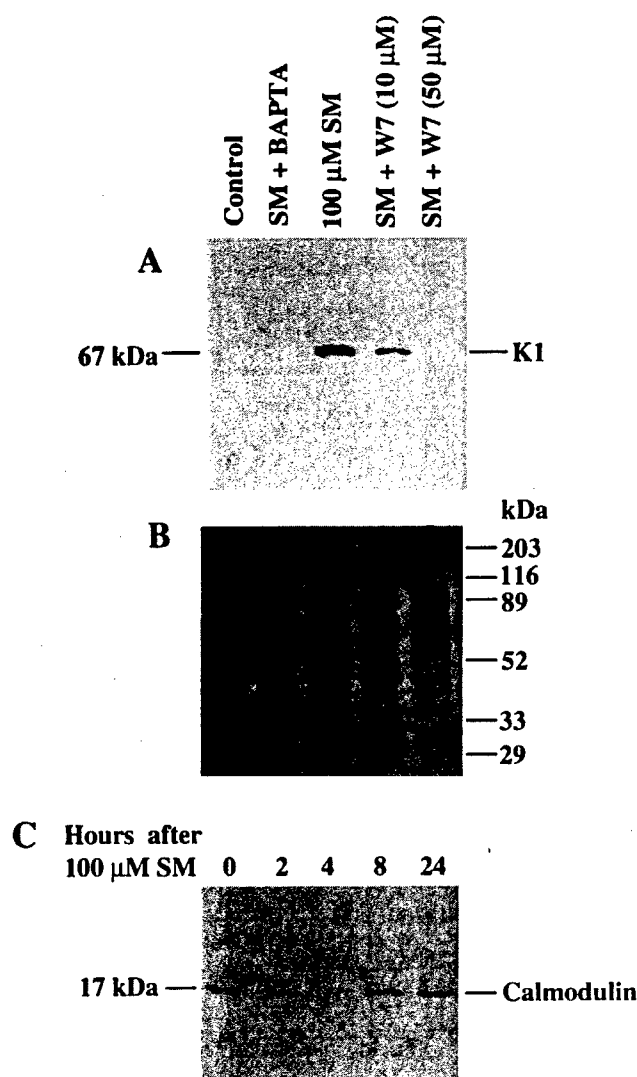 Control
SM + BAPTA
100 µM SM
SM + W7 (10 µM)
SM + W7 (50 µM)
A
67 kDa
K1
B
kDa
203
116
89
52
33
29
C Hours after
100 µM SM 0 2 4 8 24
17 kDa
Calmodulin